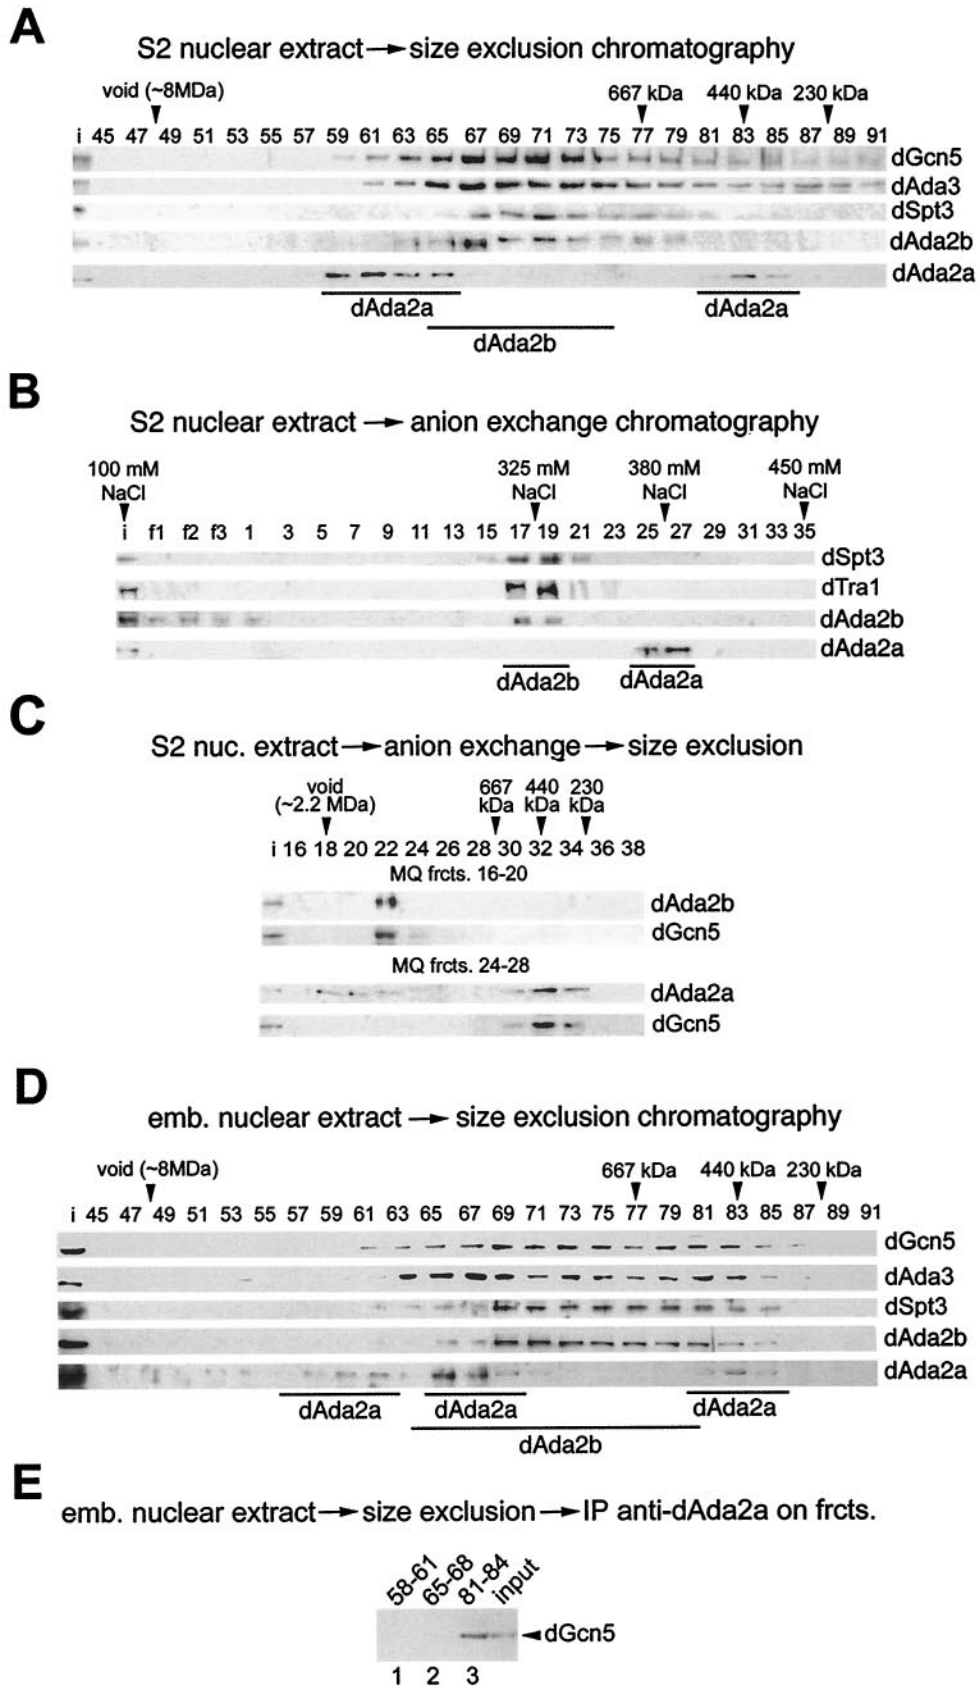 A
S2 nuclear extract → size exclusion chromatography
void (~8MDa) 667 kDa 440 kDa 230 kDa
i 45 47 49 51 53 55 57 59 61 63 65 67 69 71 73 75 77 79 81 83 85 87 89 91
dGcn5
dAda3
dSpt3
dAda2b
dAda2a
dAda2a dAda2a
dAda2b
B
S2 nuclear extract → anion exchange chromatography
100 mM 325 mM 380 mM 450 mM
NaCl NaCl NaCl NaCl
i f1 f2 f3 1 3 5 7 9 11 13 15 17 19 21 23 25 27 29 31 33 35
dSpt3
dTra1
dAda2b
dAda2a
dAda2b dAda2a
C
S2 nuc. extract → anion exchange → size exclusion
void 667 440 230
(~2.2 MDa) kDa kDa kDa
i 16 18 20 22 24 26 28 30 32 34 36 38
MQ frcts. 16-20
dAda2b
dGcn5
MQ frcts. 24-28
dAda2a
dGcn5
D
emb. nuclear extract → size exclusion chromatography
void (~8MDa) 667 kDa 440 kDa 230 kDa
i 45 47 49 51 53 55 57 59 61 63 65 67 69 71 73 75 77 79 81 83 85 87 89 91
dGcn5
dAda3
dSpt3
dAda2b
dAda2a
dAda2a dAda2a dAda2a
dAda2b
E
emb. nuclear extract → size exclusion → IP anti-dAda2a on frcts.
58-61 65-68 81-84 input
dGcn5
1 2 3